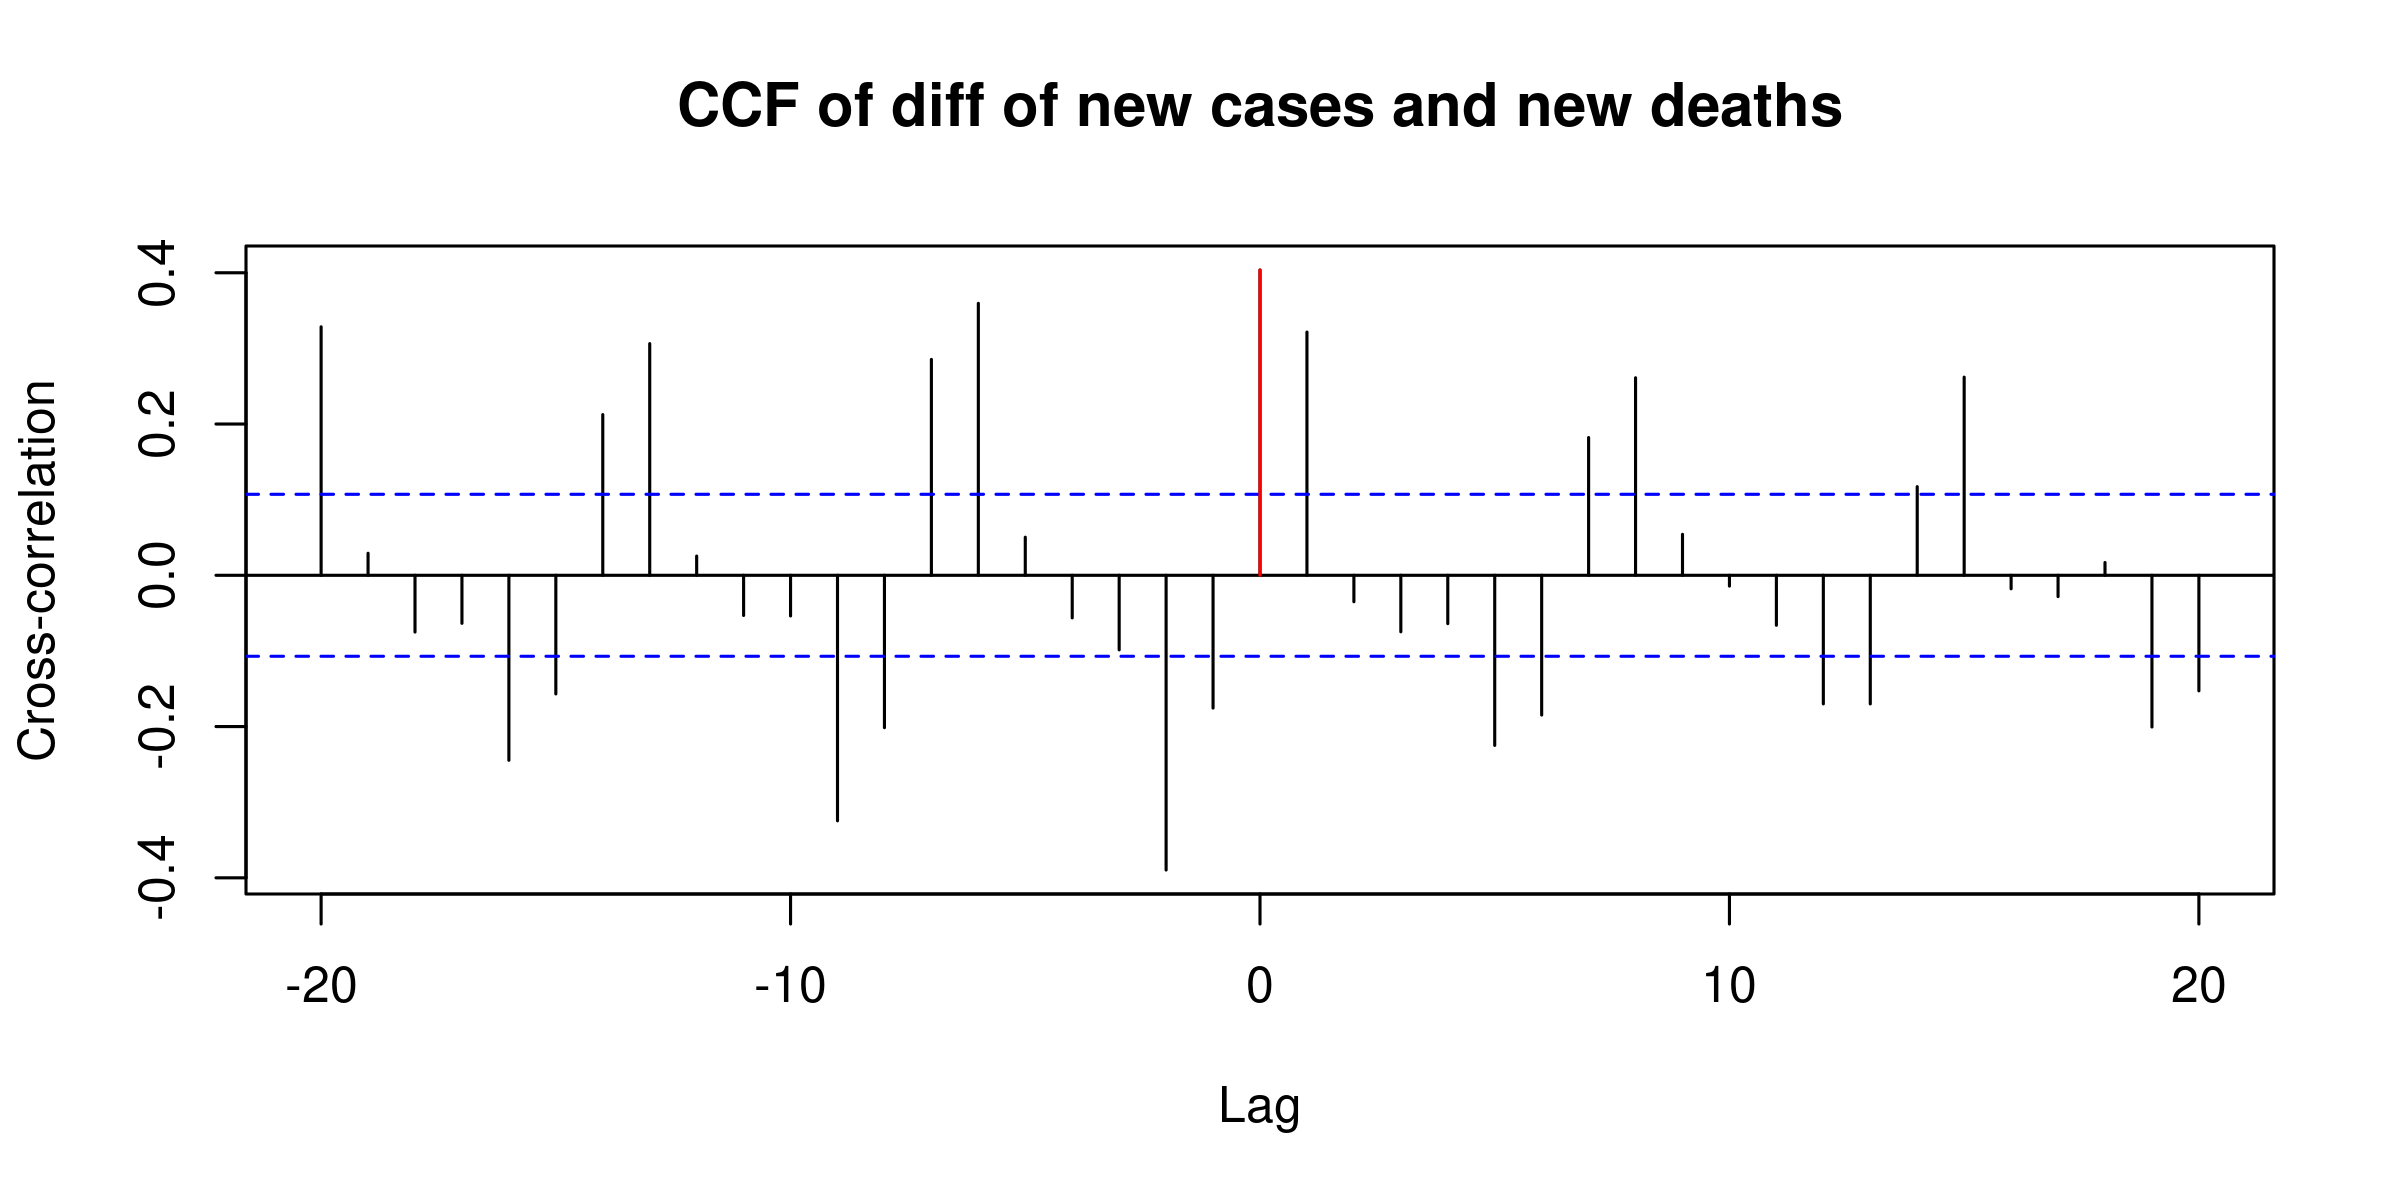 CCF of diff of new cases and new deaths
Cross-correlation
0.4
0.2
0.0
-0.2
-0.4
-20 -10 0 10 20
Lag